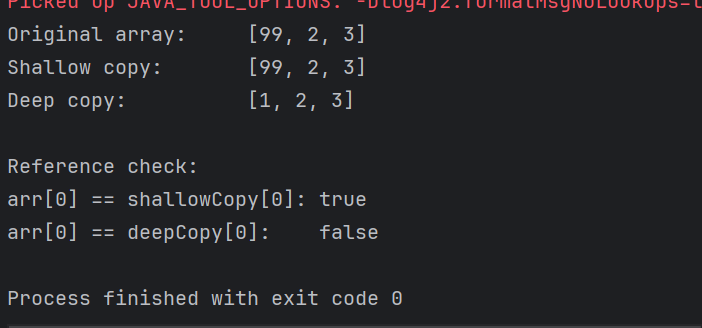 Picked up JAVA_TOOL_OPTIONS: -Dlog4j2.formatMsgNoLookups=t
Original array:     [99, 2, 3]
Shallow copy:       [99, 2, 3]
Deep copy:          [1, 2, 3]
Reference check:
arr[0] == shallowCopy[0]: true
arr[0] == deepCopy[0]:    false
Process finished with exit code 0